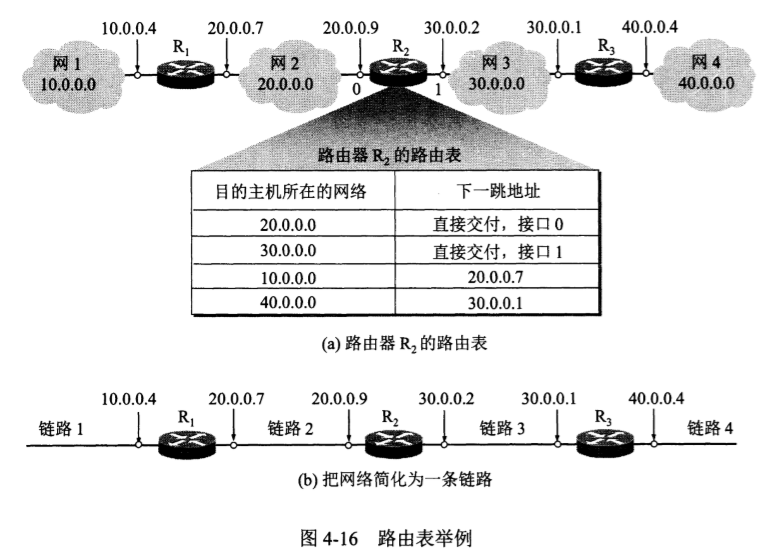 10.0.0.4 R1 20.0.0.7 20.0.0.9 R2 30.0.0.2 30.0.0.1 R3 40.0.0.4
网 1 网 2 网 3 网 4
10.0.0.0 20.0.0.0 0 1 30.0.0.0 40.0.0.0
路由器 R2 的路由表
目的主机所在的网络 下一跳地址
20.0.0.0 直接交付，接口 0
30.0.0.0 直接交付，接口 1
10.0.0.0 20.0.0.7
40.0.0.0 30.0.0.1
(a) 路由器 R2 的路由表
10.0.0.4 R1 20.0.0.7 20.0.0.9 R2 30.0.0.2 30.0.0.1 R3 40.0.0.4
链路 1 链路 2 链路 3 链路 4
(b) 把网络简化为一条链路
图 4-16 路由表举例